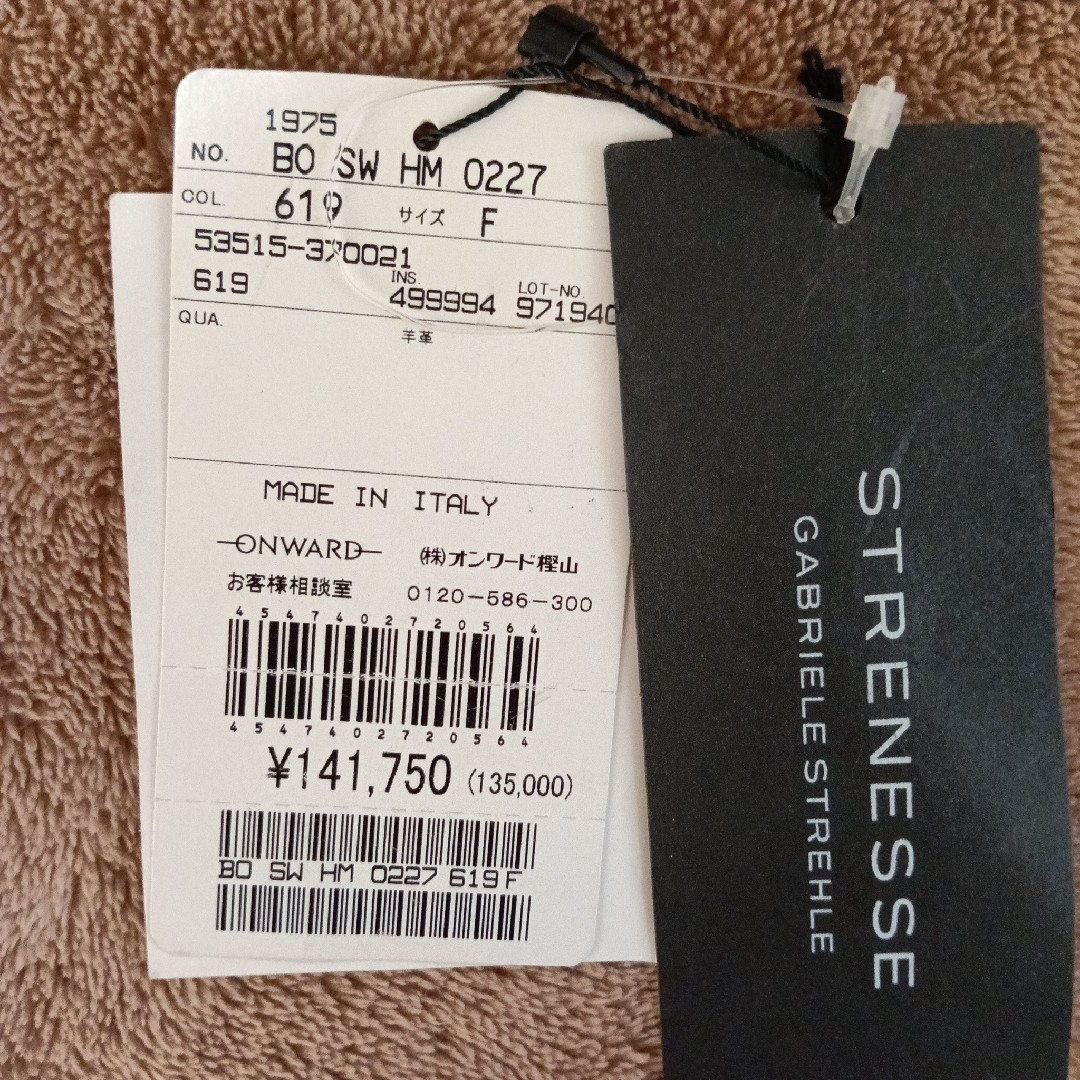 1975
NO. BO SW HM 0227
COL. 619 サイズ F
53515-370021
619 INS. 499994 LOT-NO. 971940
QUA. 羊革
MADE IN ITALY
ONWARD (株)オンワード樫山
お客様相談室 0120-586-300
4547402720564
4547402720564
¥141,750 (135,000)
BO SW HM 0227 619 F
STRENESSE
GABRIELE STREHLE